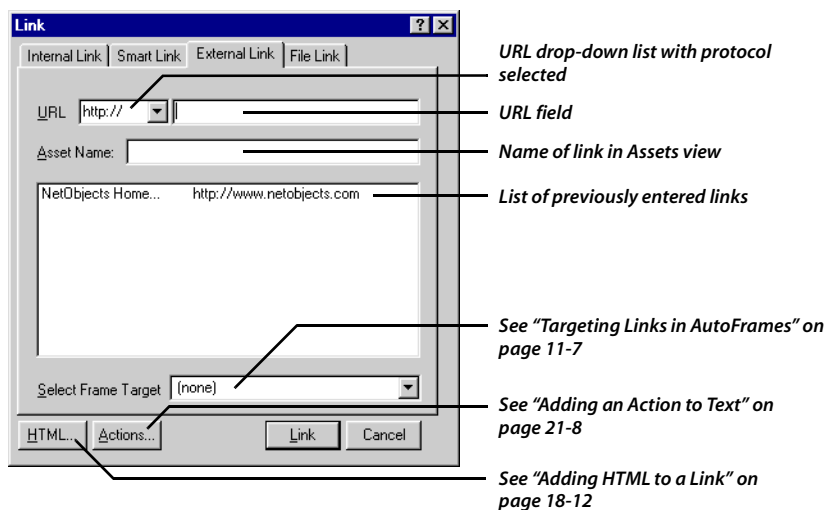 Link
Internal Link Smart Link External Link File Link
URL drop-down list with protocol
selected
URL http://
URL field
Asset Name:
Name of link in Assets view
NetObjects Home... http://www.netobjects.com
List of previously entered links
See “Targeting Links in AutoFrames” on
page 11-7
Select Frame Target (none)
See “Adding an Action to Text” on
page 21-8
HTML... Actions... Link Cancel
See “Adding HTML to a Link” on
page 18-12